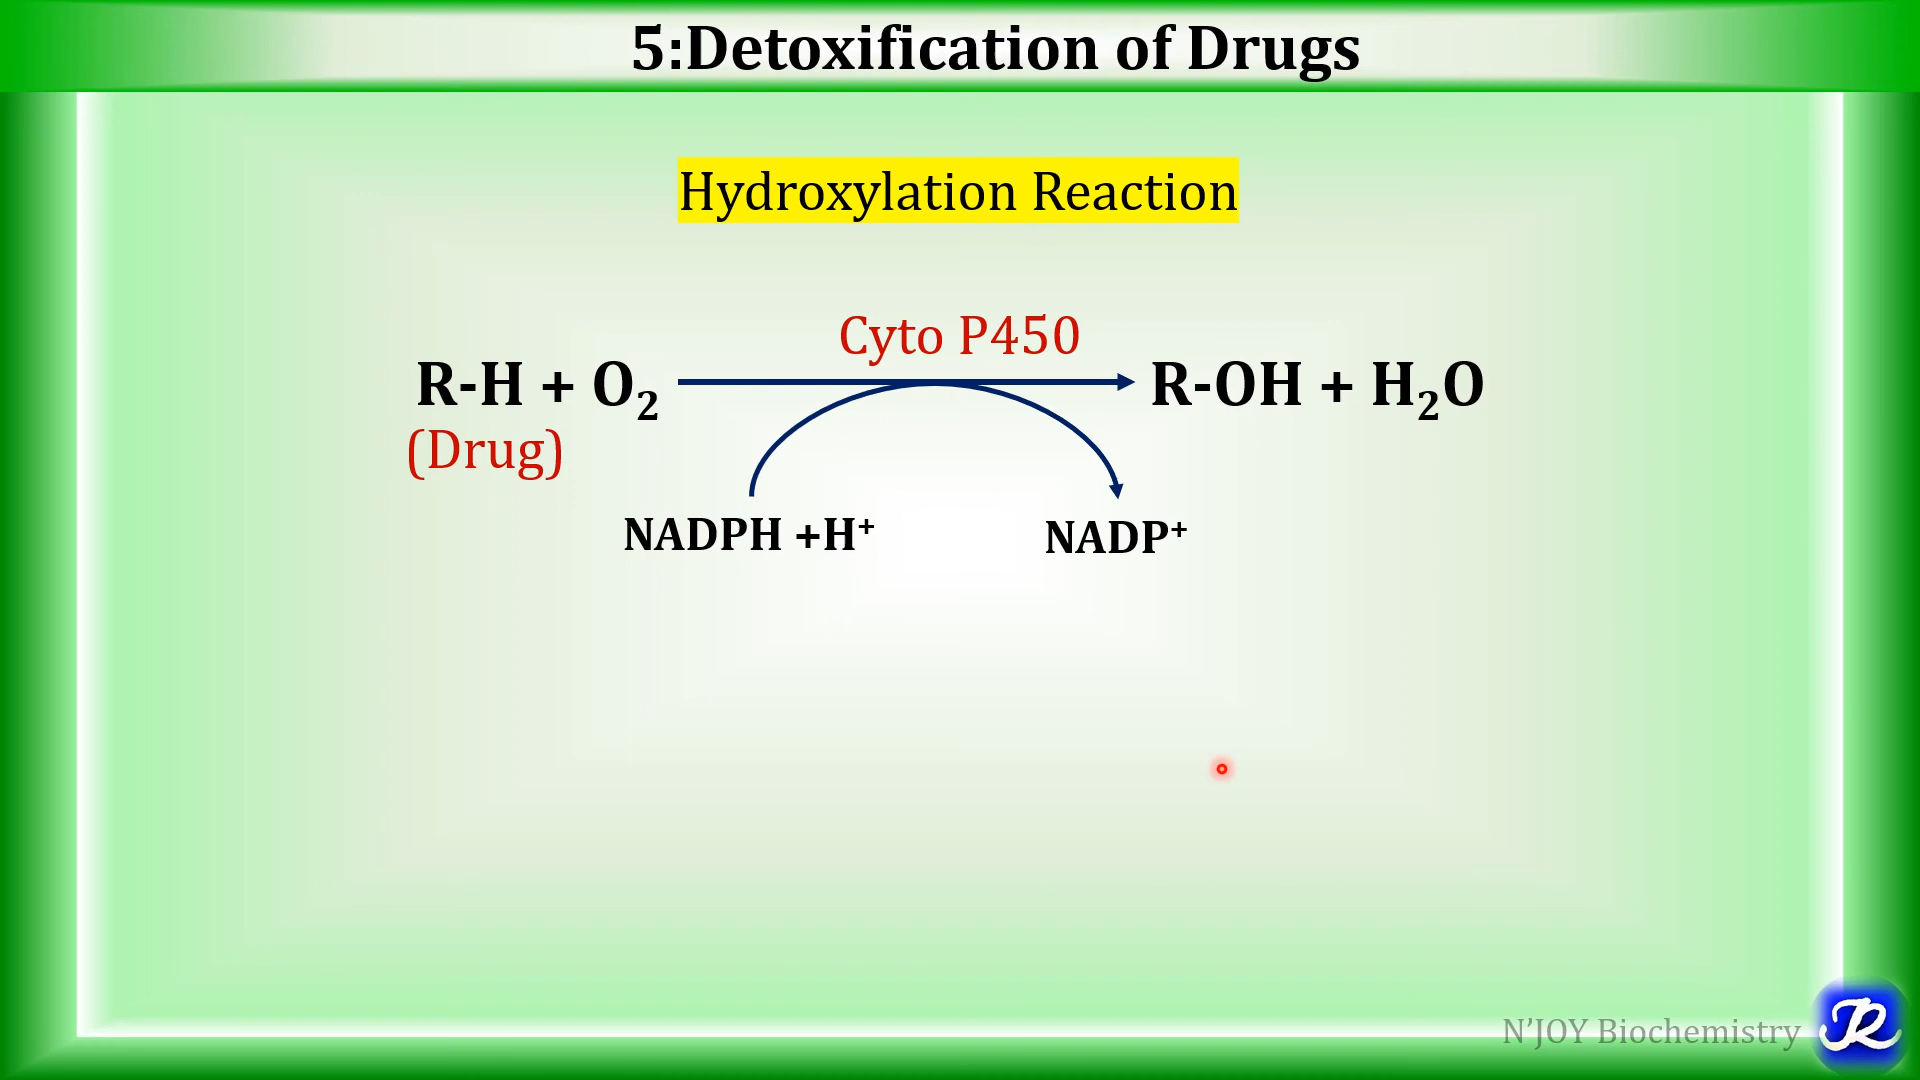 5:Detoxification of Drugs
Hydroxylation Reaction
Cyto P450
R-H + O₂ R-OH + H₂O
(Drug)
NADPH +H⁺ NADP⁺
N'JOY Biochemistry
R